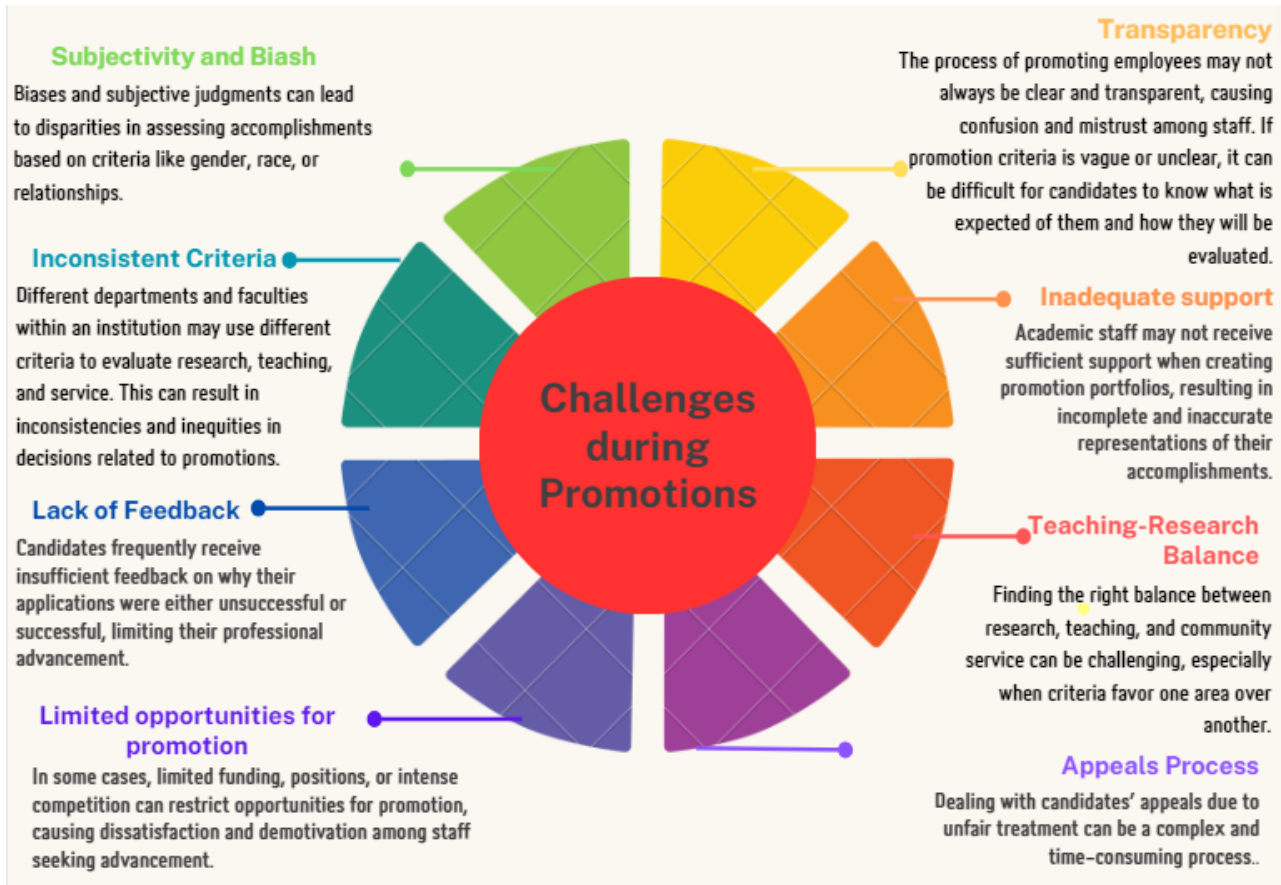 Subjectivity and Biash
Biases and subjective judgments can lead
to disparities in assessing accomplishments
based on criteria like gender, race, or
relationships.
Inconsistent Criteria
Different departments and faculties
within an institution may use different
criteria to evaluate research, teaching,
and service. This can result in
inconsistencies and inequities in
decisions related to promotions.
Lack of Feedback
Candidates frequently receive
insufficient feedback on why their
applications were either unsuccessful or
successful, limiting their professional
advancement.
Limited opportunities for
promotion
In some cases, limited funding, positions, or intense
competition can restrict opportunities for promotion,
causing dissatisfaction and demotivation among staff
seeking advancement.
Challenges
during
Promotions
Transparency
The process of promoting employees may not
always be clear and transparent, causing
confusion and mistrust among staff. If
promotion criteria is vague or unclear, it can
be difficult for candidates to know what is
expected of them and how they will be
evaluated.
Inadequate support
Academic staff may not receive
sufficient support when creating
promotion portfolios, resulting in
incomplete and inaccurate
representations of their
accomplishments.
Teaching-Research
Balance
Finding the right balance between
research, teaching, and community
service can be challenging, especially
when criteria favor one area over
another.
Appeals Process
Dealing with candidates' appeals due to
unfair treatment can be a complex and
time-consuming process..